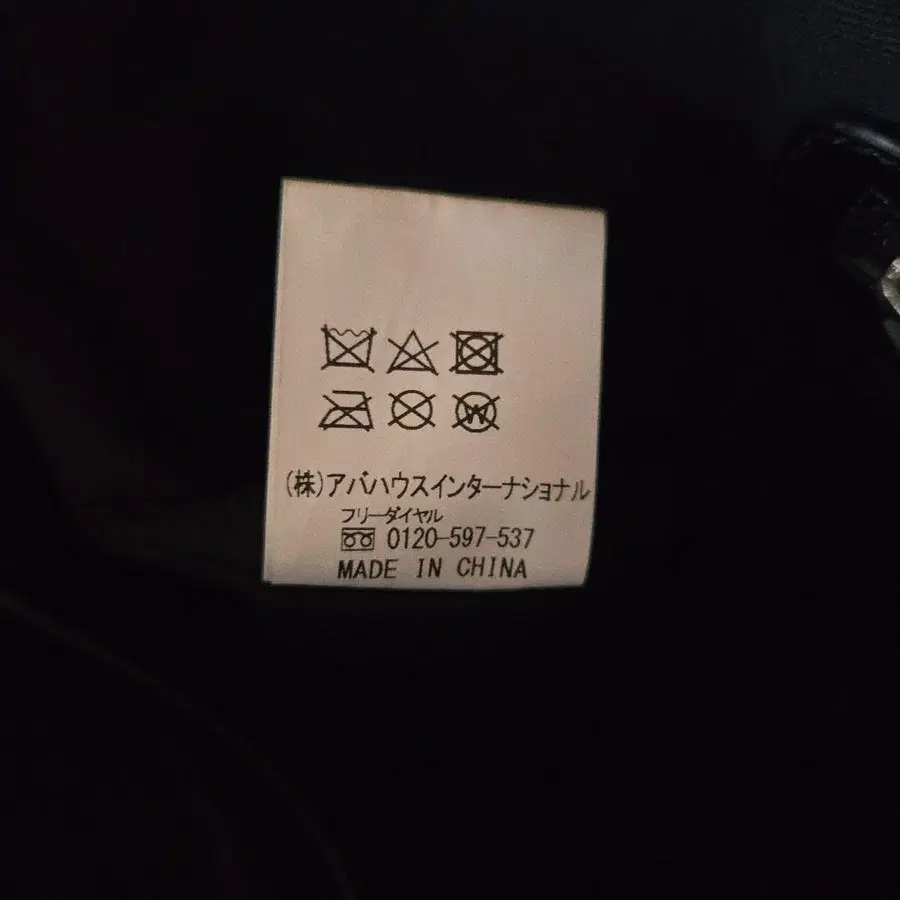 W
(株)アバハウスインターナショナル
フリーダイヤル
0120-597-537
MADE IN CHINA